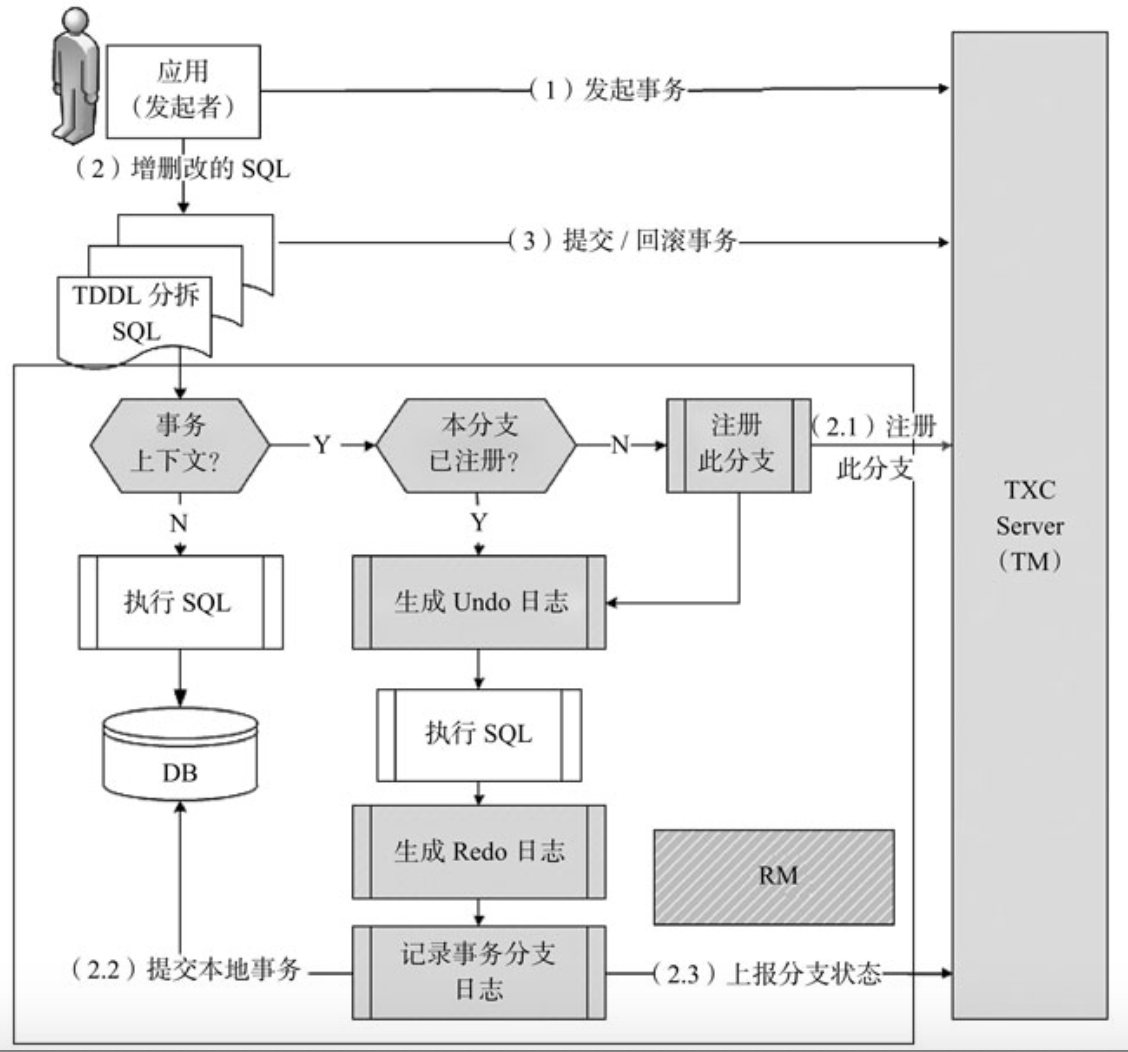 应用
（发起者）
（1）发起事务
（2）增删改的 SQL
（3）提交 / 回滚事务
TDDL 分拆
SQL
事务
上下文？
Y
本分支
已注册？
N
注册
此分支
（2.1）注册
此分支
TXC
Server
（TM）
N
Y
执行 SQL
生成 Undo 日志
执行 SQL
DB
生成 Redo 日志
RM
（2.2）提交本地事务
记录事务分支
日志
（2.3）上报分支状态